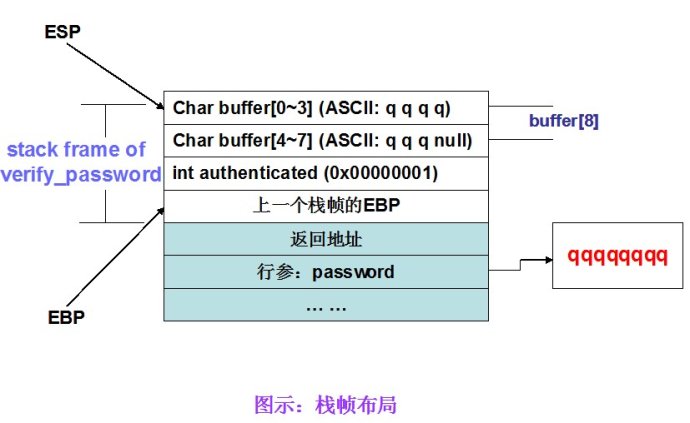 ESP
Char buffer[0~3] (ASCII: q q q q)
Char buffer[4~7] (ASCII: q q q null)
buffer[8]
stack frame of
verify_password
int authenticated (0x00000001)
上一个栈帧的EBP
返回地址
行参：password
qqqqqqqq
... ...
EBP
图示：栈帧布局